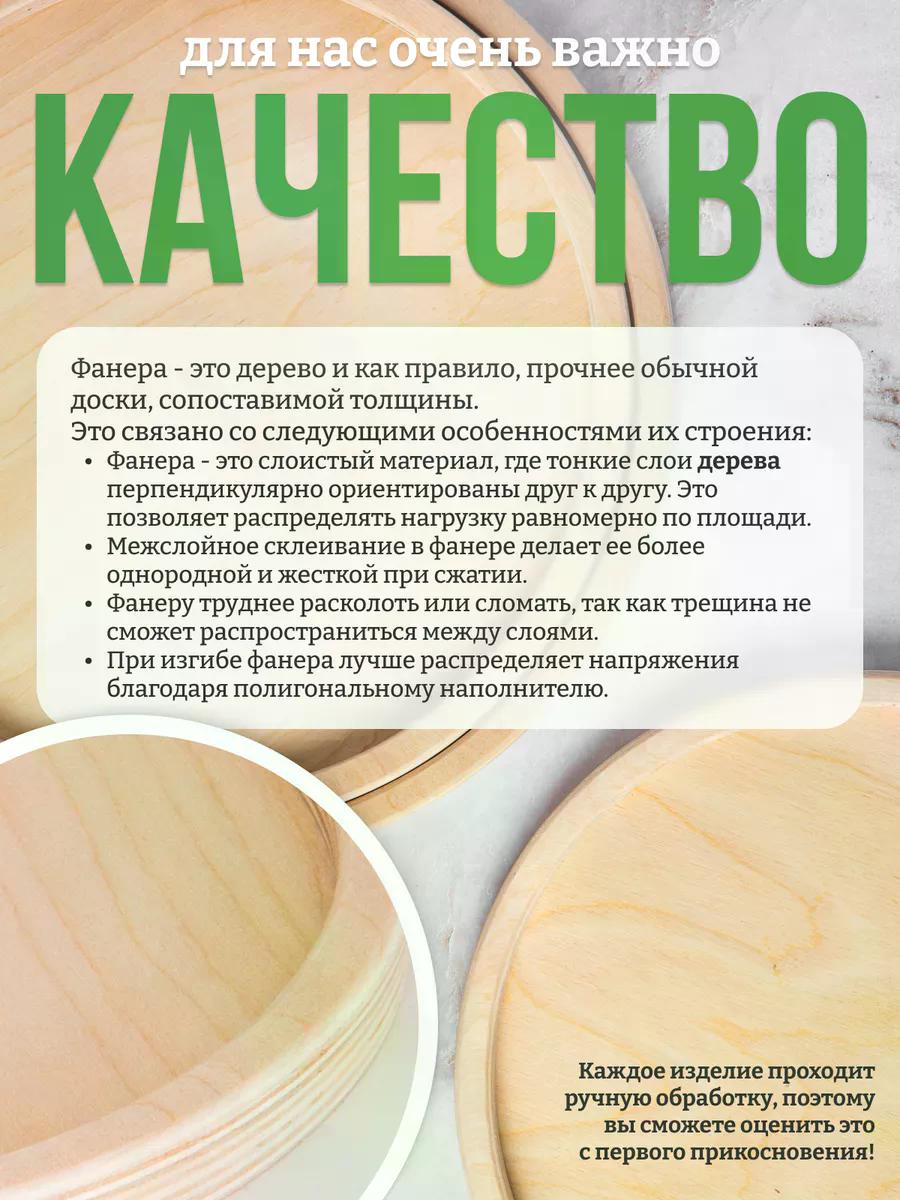 для нас очень важно
КАЧЕСТВО
Фанера - это дерево и как правило, прочнее обычной
доски, сопоставимой толщины.
Это связано со следующими особенностями их строения:
• Фанера - это слоистый материал, где тонкие слои дерева
перпендикулярно ориентированы друг к другу. Это
позволяет распределять нагрузку равномерно по площади.
• Межслойное склеивание в фанере делает ее более
однородной и жесткой при сжатии.
• Фанеру труднее расколоть или сломать, так как трещина не
сможет распространиться между слоями.
• При изгибе фанера лучше распределяет напряжения
благодаря полигональному наполнителю.
Каждое изделие проходит
ручную обработку, поэтому
вы сможете оценить это
с первого прикосновения!